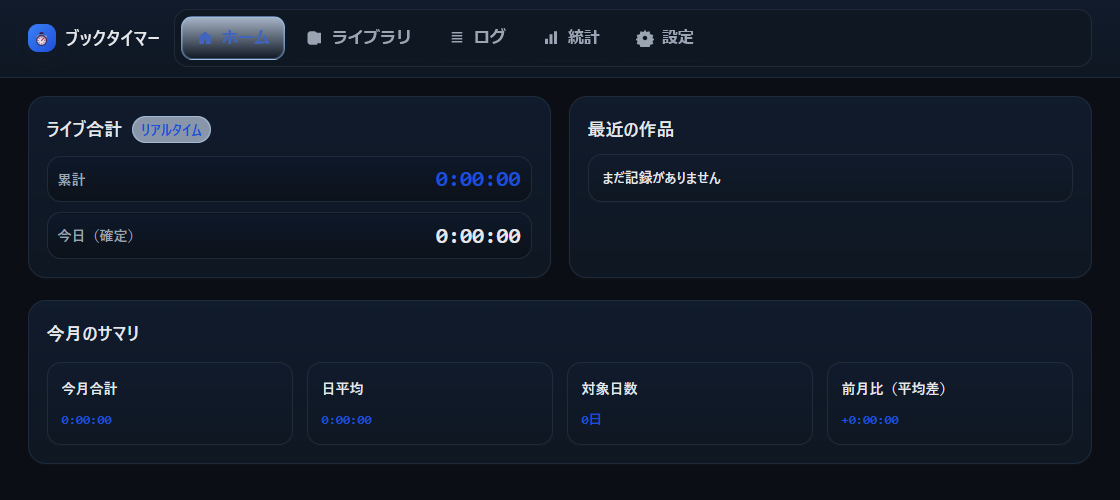 ブックタイマー
ホーム
ライブラリ
ログ
統計
設定
ライブ合計
リアルタイム
累計
0:00:00
今日（確定）
0:00:00
最近の作品
まだ記録がありません
今月のサマリ
今月合計
0:00:00
日平均
0:00:00
対象日数
0日
前月比（平均差）
+0:00:00